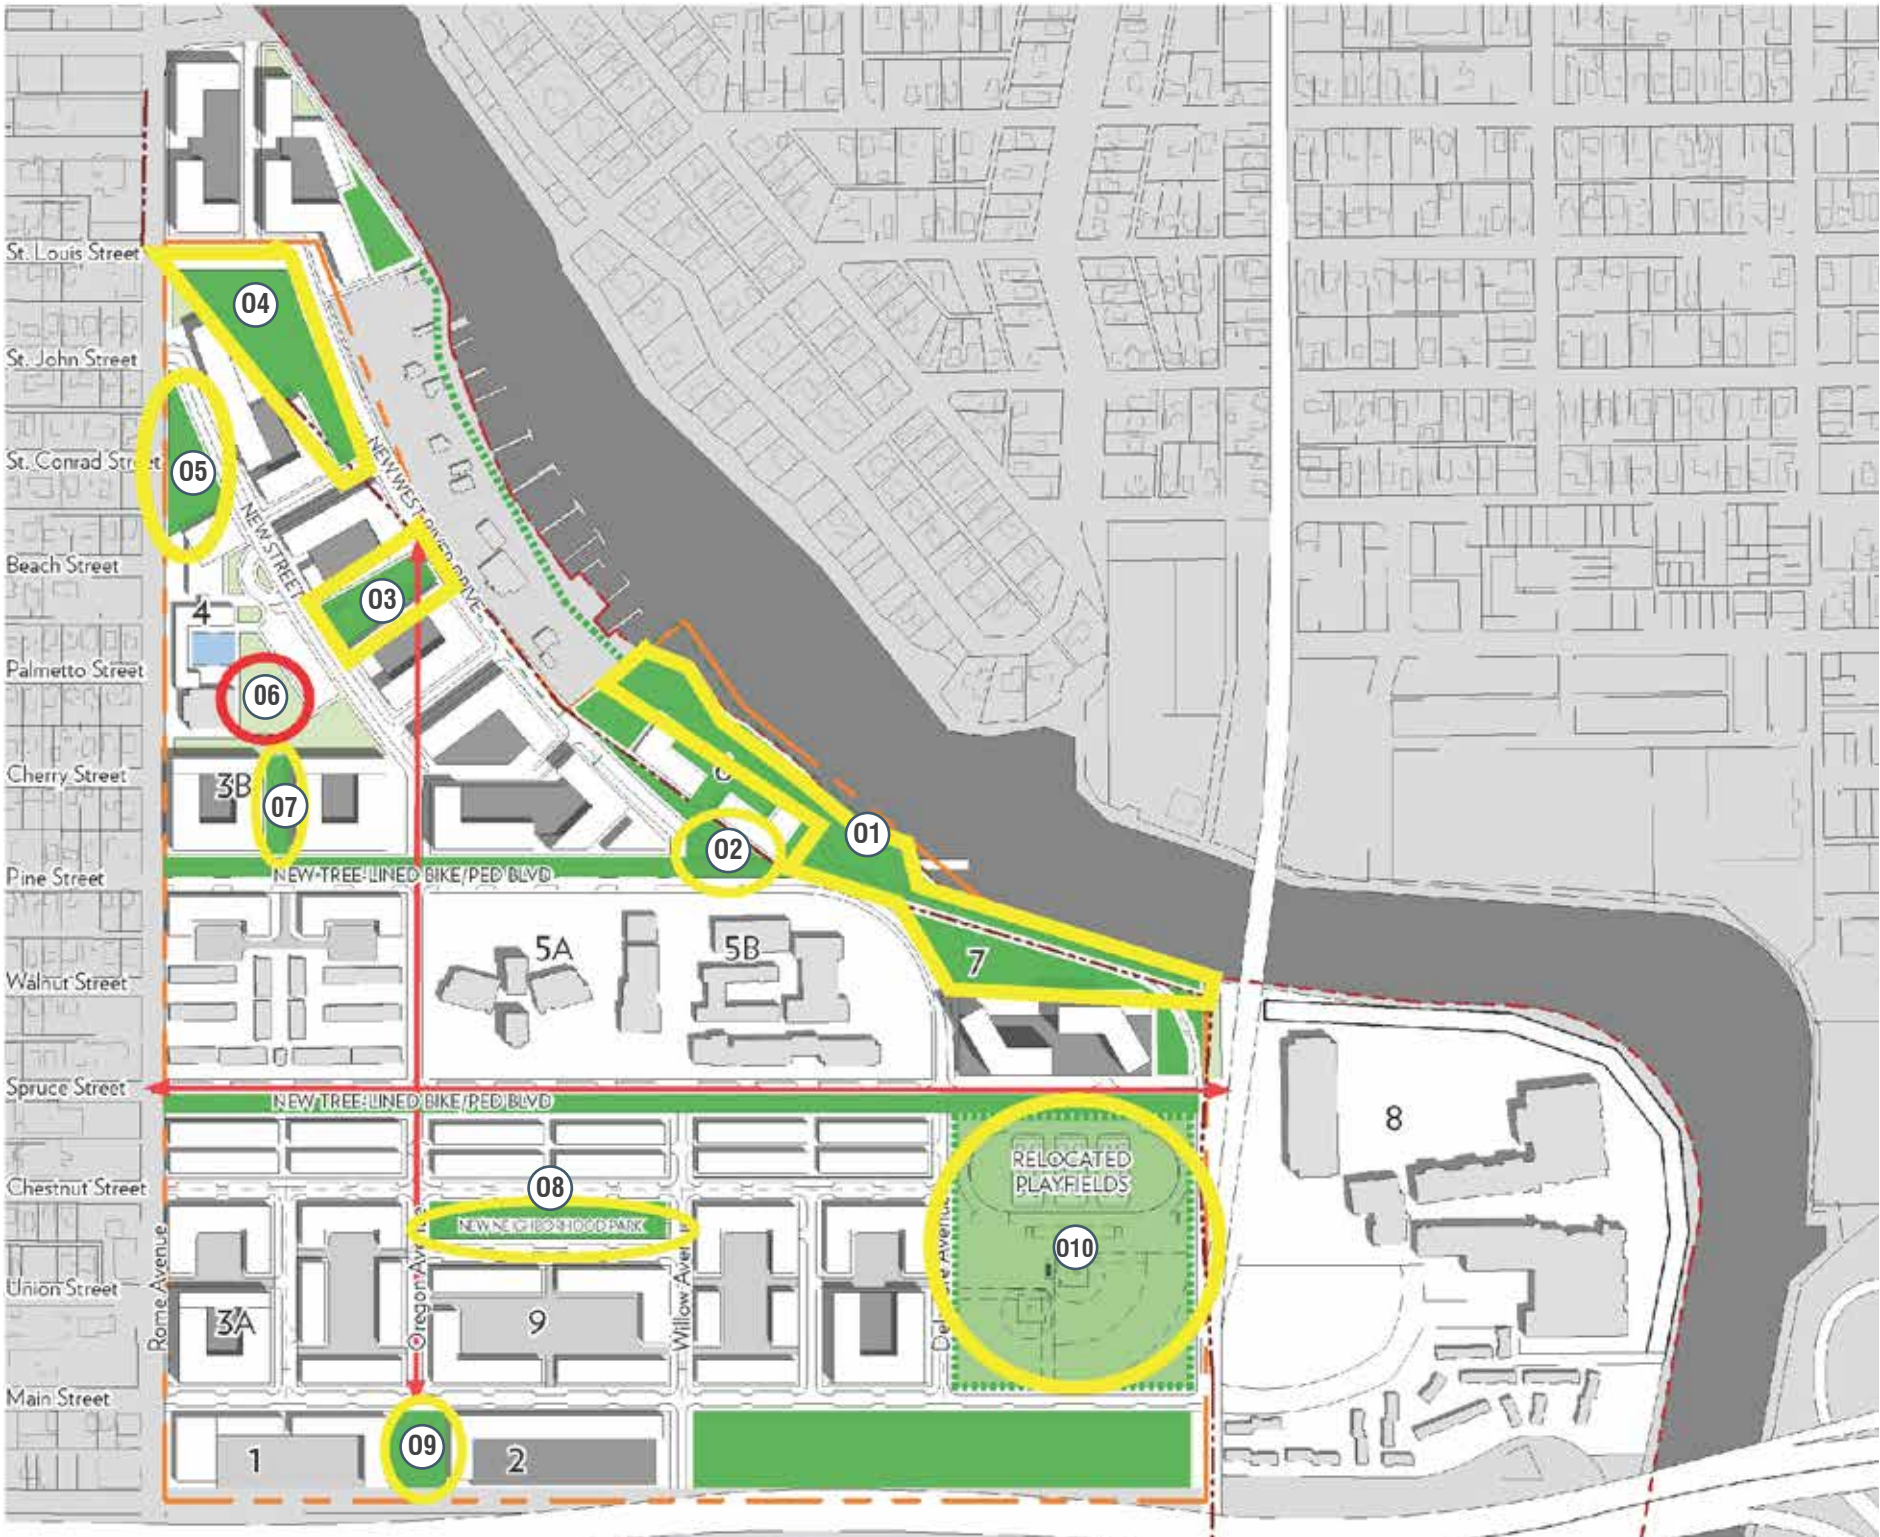 St. Louis Street
04
St. John Street
St. Conrad Street
05
NEW WEST RIVER DRIVE
NEW STREET
Beach Street
03
4
Palmetto Street
06
Cherry Street
3B
07
6
01
02
Pine Street
NEW TREE-LINED BIKE/PED BLVD
5A
5B
7
Walnut Street
Spruce Street
NEW TREE-LINED BIKE/PED BLVD
8
RELOCATED
PLAYFIELDS
Chestnut Street
08
NEW NEIGHBORHOOD PARK
010
Rome Avenue
Oregon Avenue
Willow Avenue
Avenue
Union Street
3A
9
Main Street
1
09
2